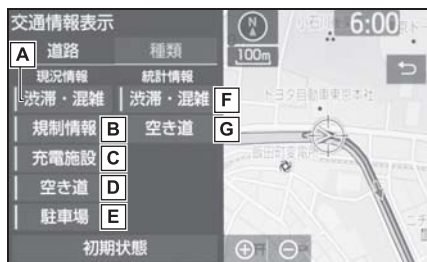 交通情報表示
道路 種類
現況情報 統計情報
A 渋滞・混雑 渋滞・混雑 F
規制情報 B 空き道 G
充電施設 C
空き道 D
駐車場 E
初期状態
N
100m
6:00
トヨタ自動車東京本社